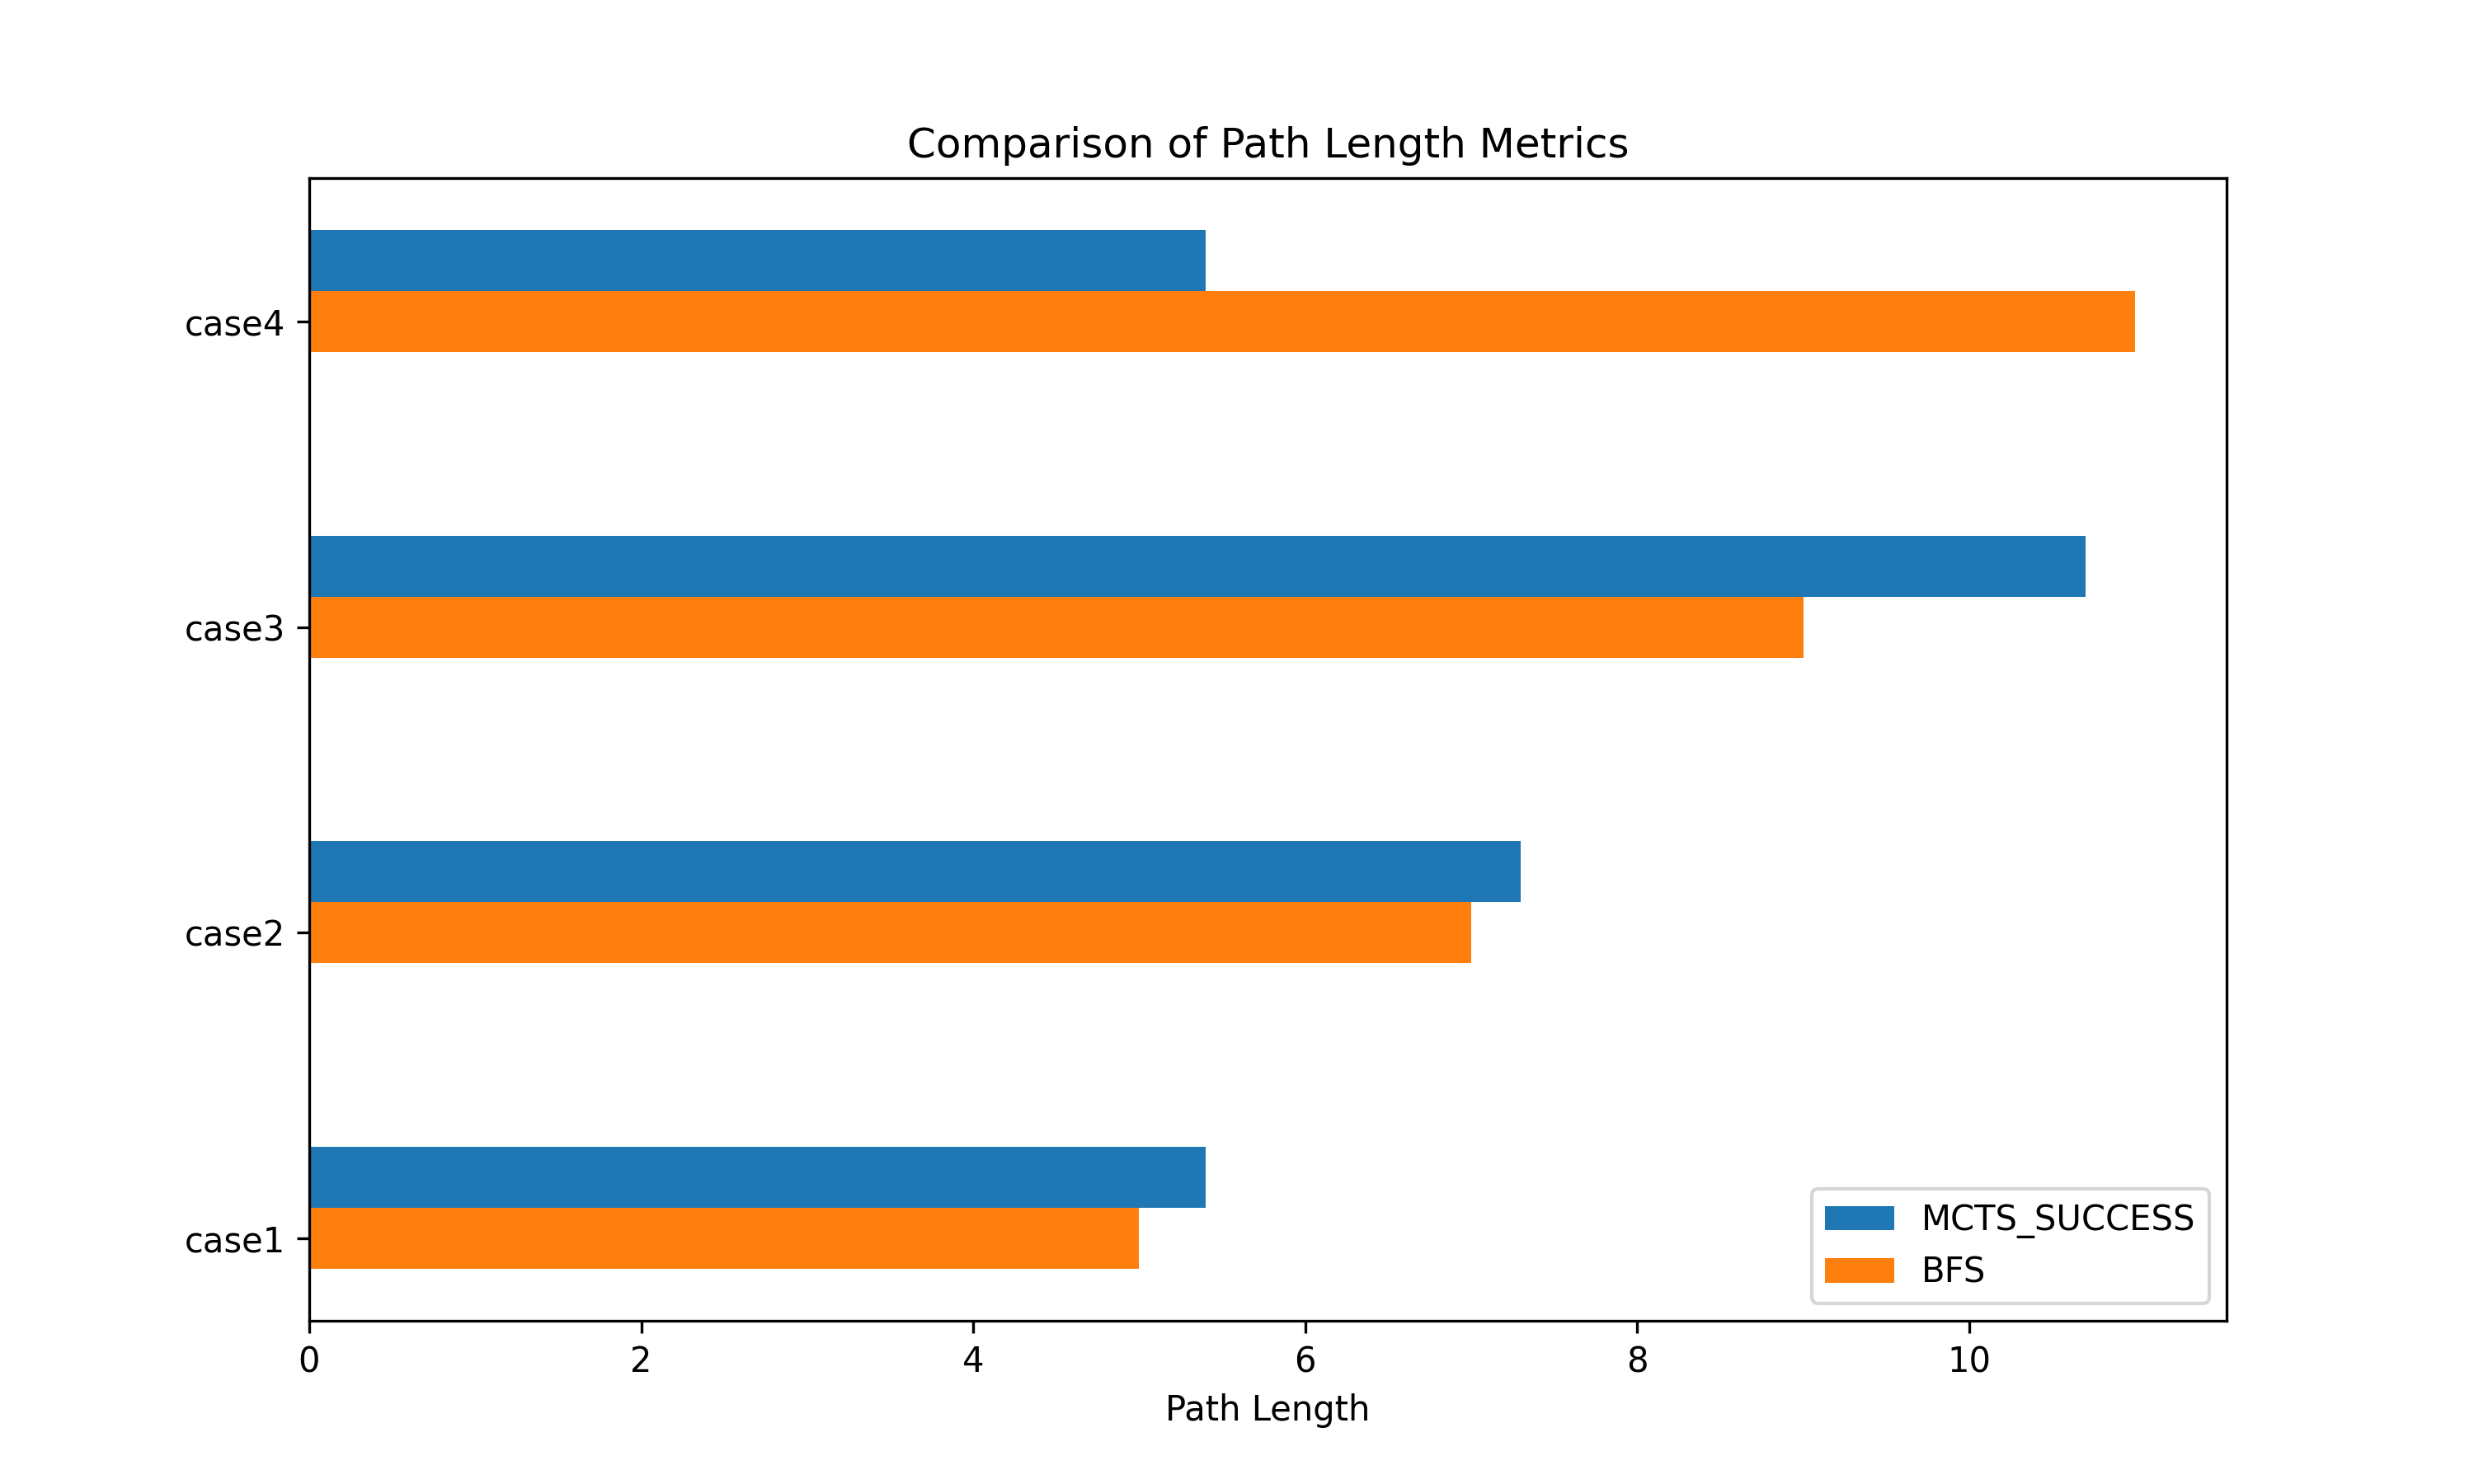 Comparison of Path Length Metrics
case4
case3
case2
case1
MCTS_SUCCESS
BFS
0 2 4 6 8 10
Path Length